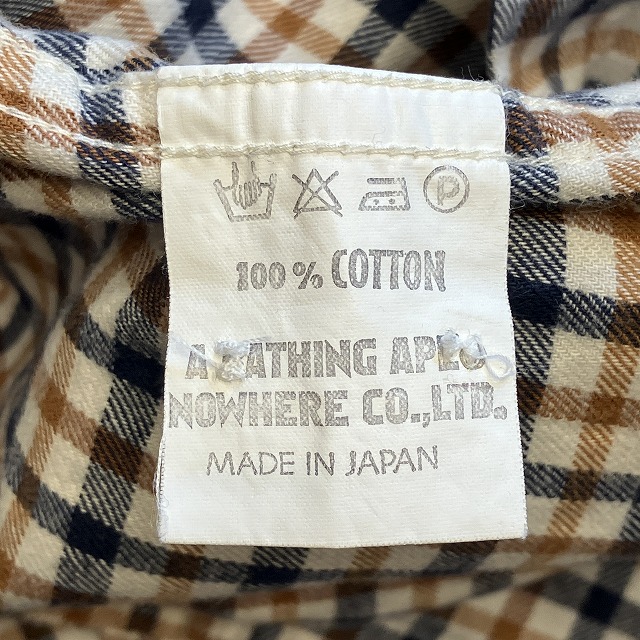 P
100% COTTON
A BATHING APE®
NOWHERE CO.,LTD.
MADE IN JAPAN